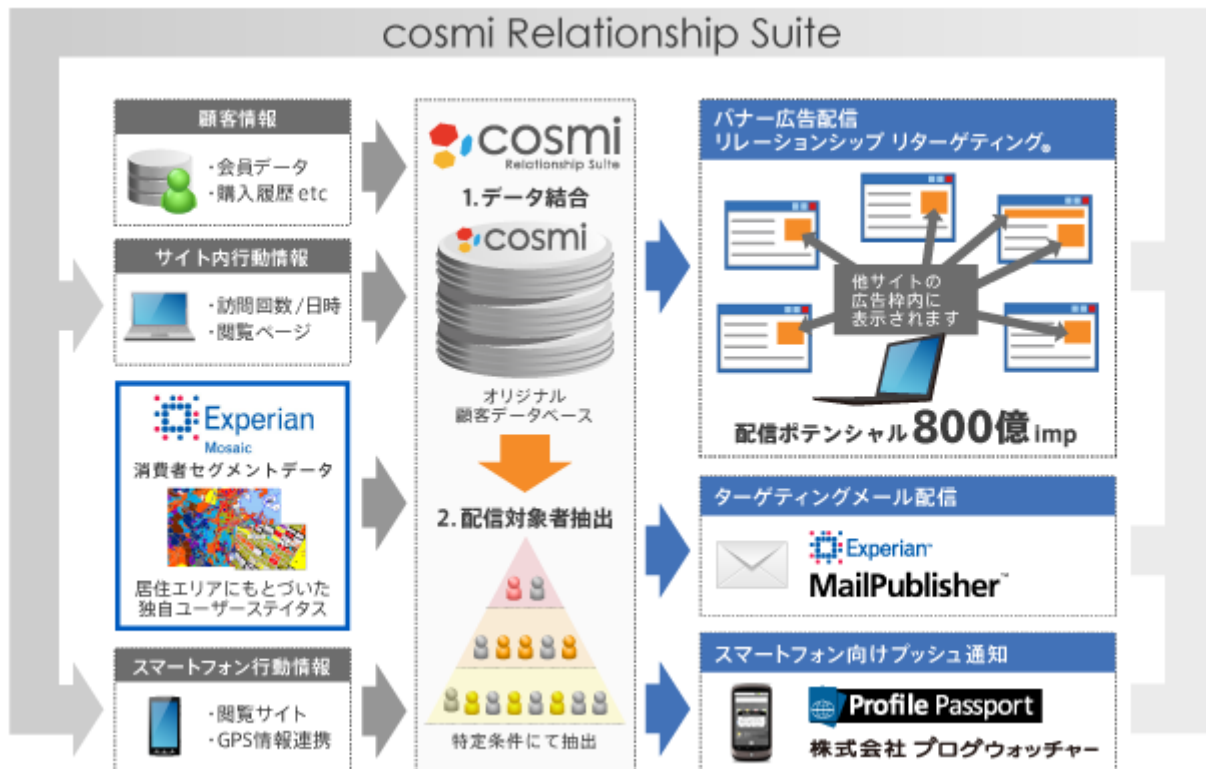 cosmi Relationship Suite
顧客情報
・会員データ
・購入履歴 etc
サイト内行動情報
・訪問回数/日時
・閲覧ページ
Experian
Mosaic
消費者セグメントデータ
居住エリアにもとづいた
独自ユーザーステイタス
スマートフォン行動情報
・閲覧サイト
・GPS情報連携
cosmi
Relationship Suite
1.データ結合
cosmi
オリジナル
顧客データベース
2.配信対象者抽出
特定条件にて抽出
バナー広告配信
リレーションシップ リターゲティング®
他サイトの
広告枠内に
表示されます
配信ポテンシャル 800億 imp
ターゲティングメール配信
Experian™
MailPublisher™
スマートフォン向けプッシュ通知
Profile Passport
株式会社 ブログウォッチャー